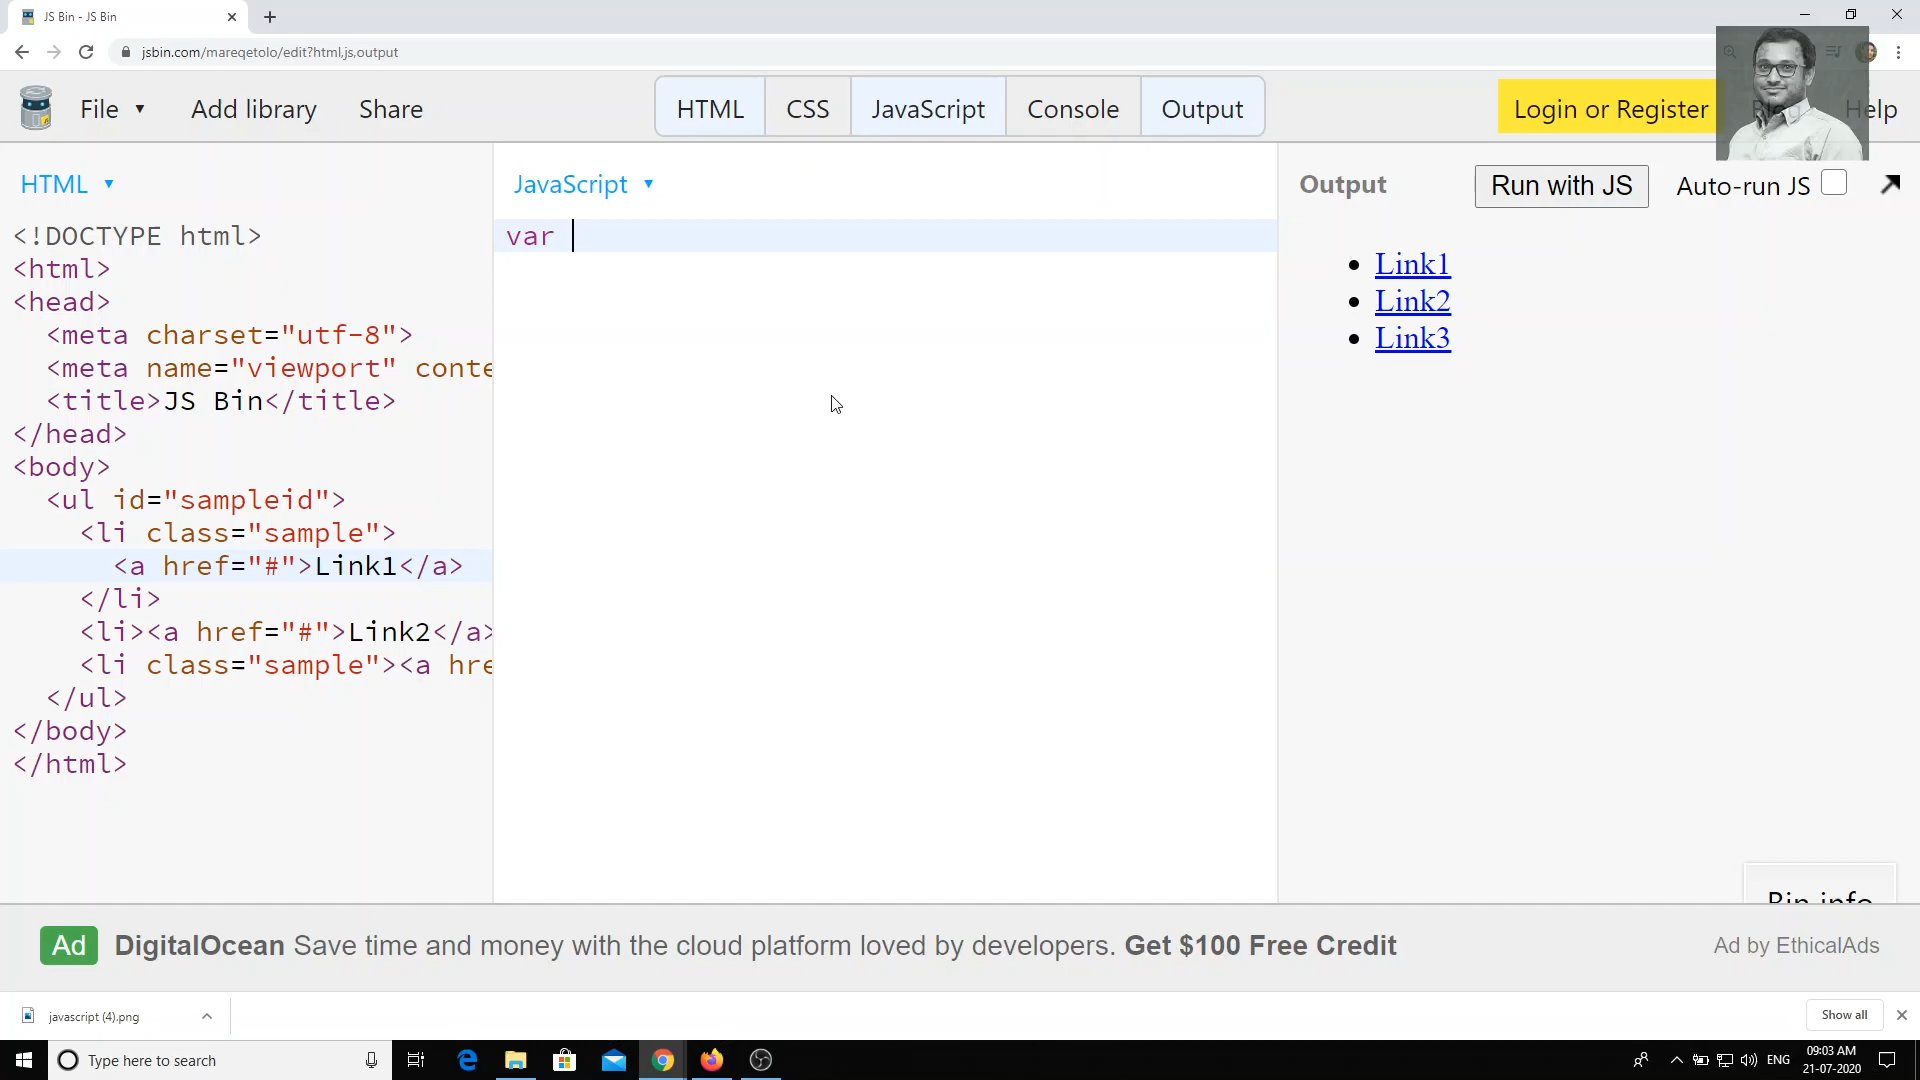 JS Bin - JS Bin
jsbin.com/mareqetolo/edit?html,js,output
File Add library Share HTML CSS JavaScript Console Output Login or Register Blog Help
HTML
JavaScript
Output Run with JS Auto-run JS
<!DOCTYPE html>
<html>
<head>
<meta charset="utf-8">
<meta name="viewport" conte
<title>JS Bin</title>
</head>
<body>
<ul id="sampleid">
<li class="sample">
<a href="#">Link1</a>
</li>
<li><a href="#">Link2</a>
<li class="sample"><a hre
</ul>
</body>
</html>
var
Link1
Link2
Link3
Bin info
Ad DigitalOcean Save time and money with the cloud platform loved by developers. Get $100 Free Credit Ad by EthicalAds
javascript (4).png Show all
Type here to search ENG 09:03 AM
21-07-2020